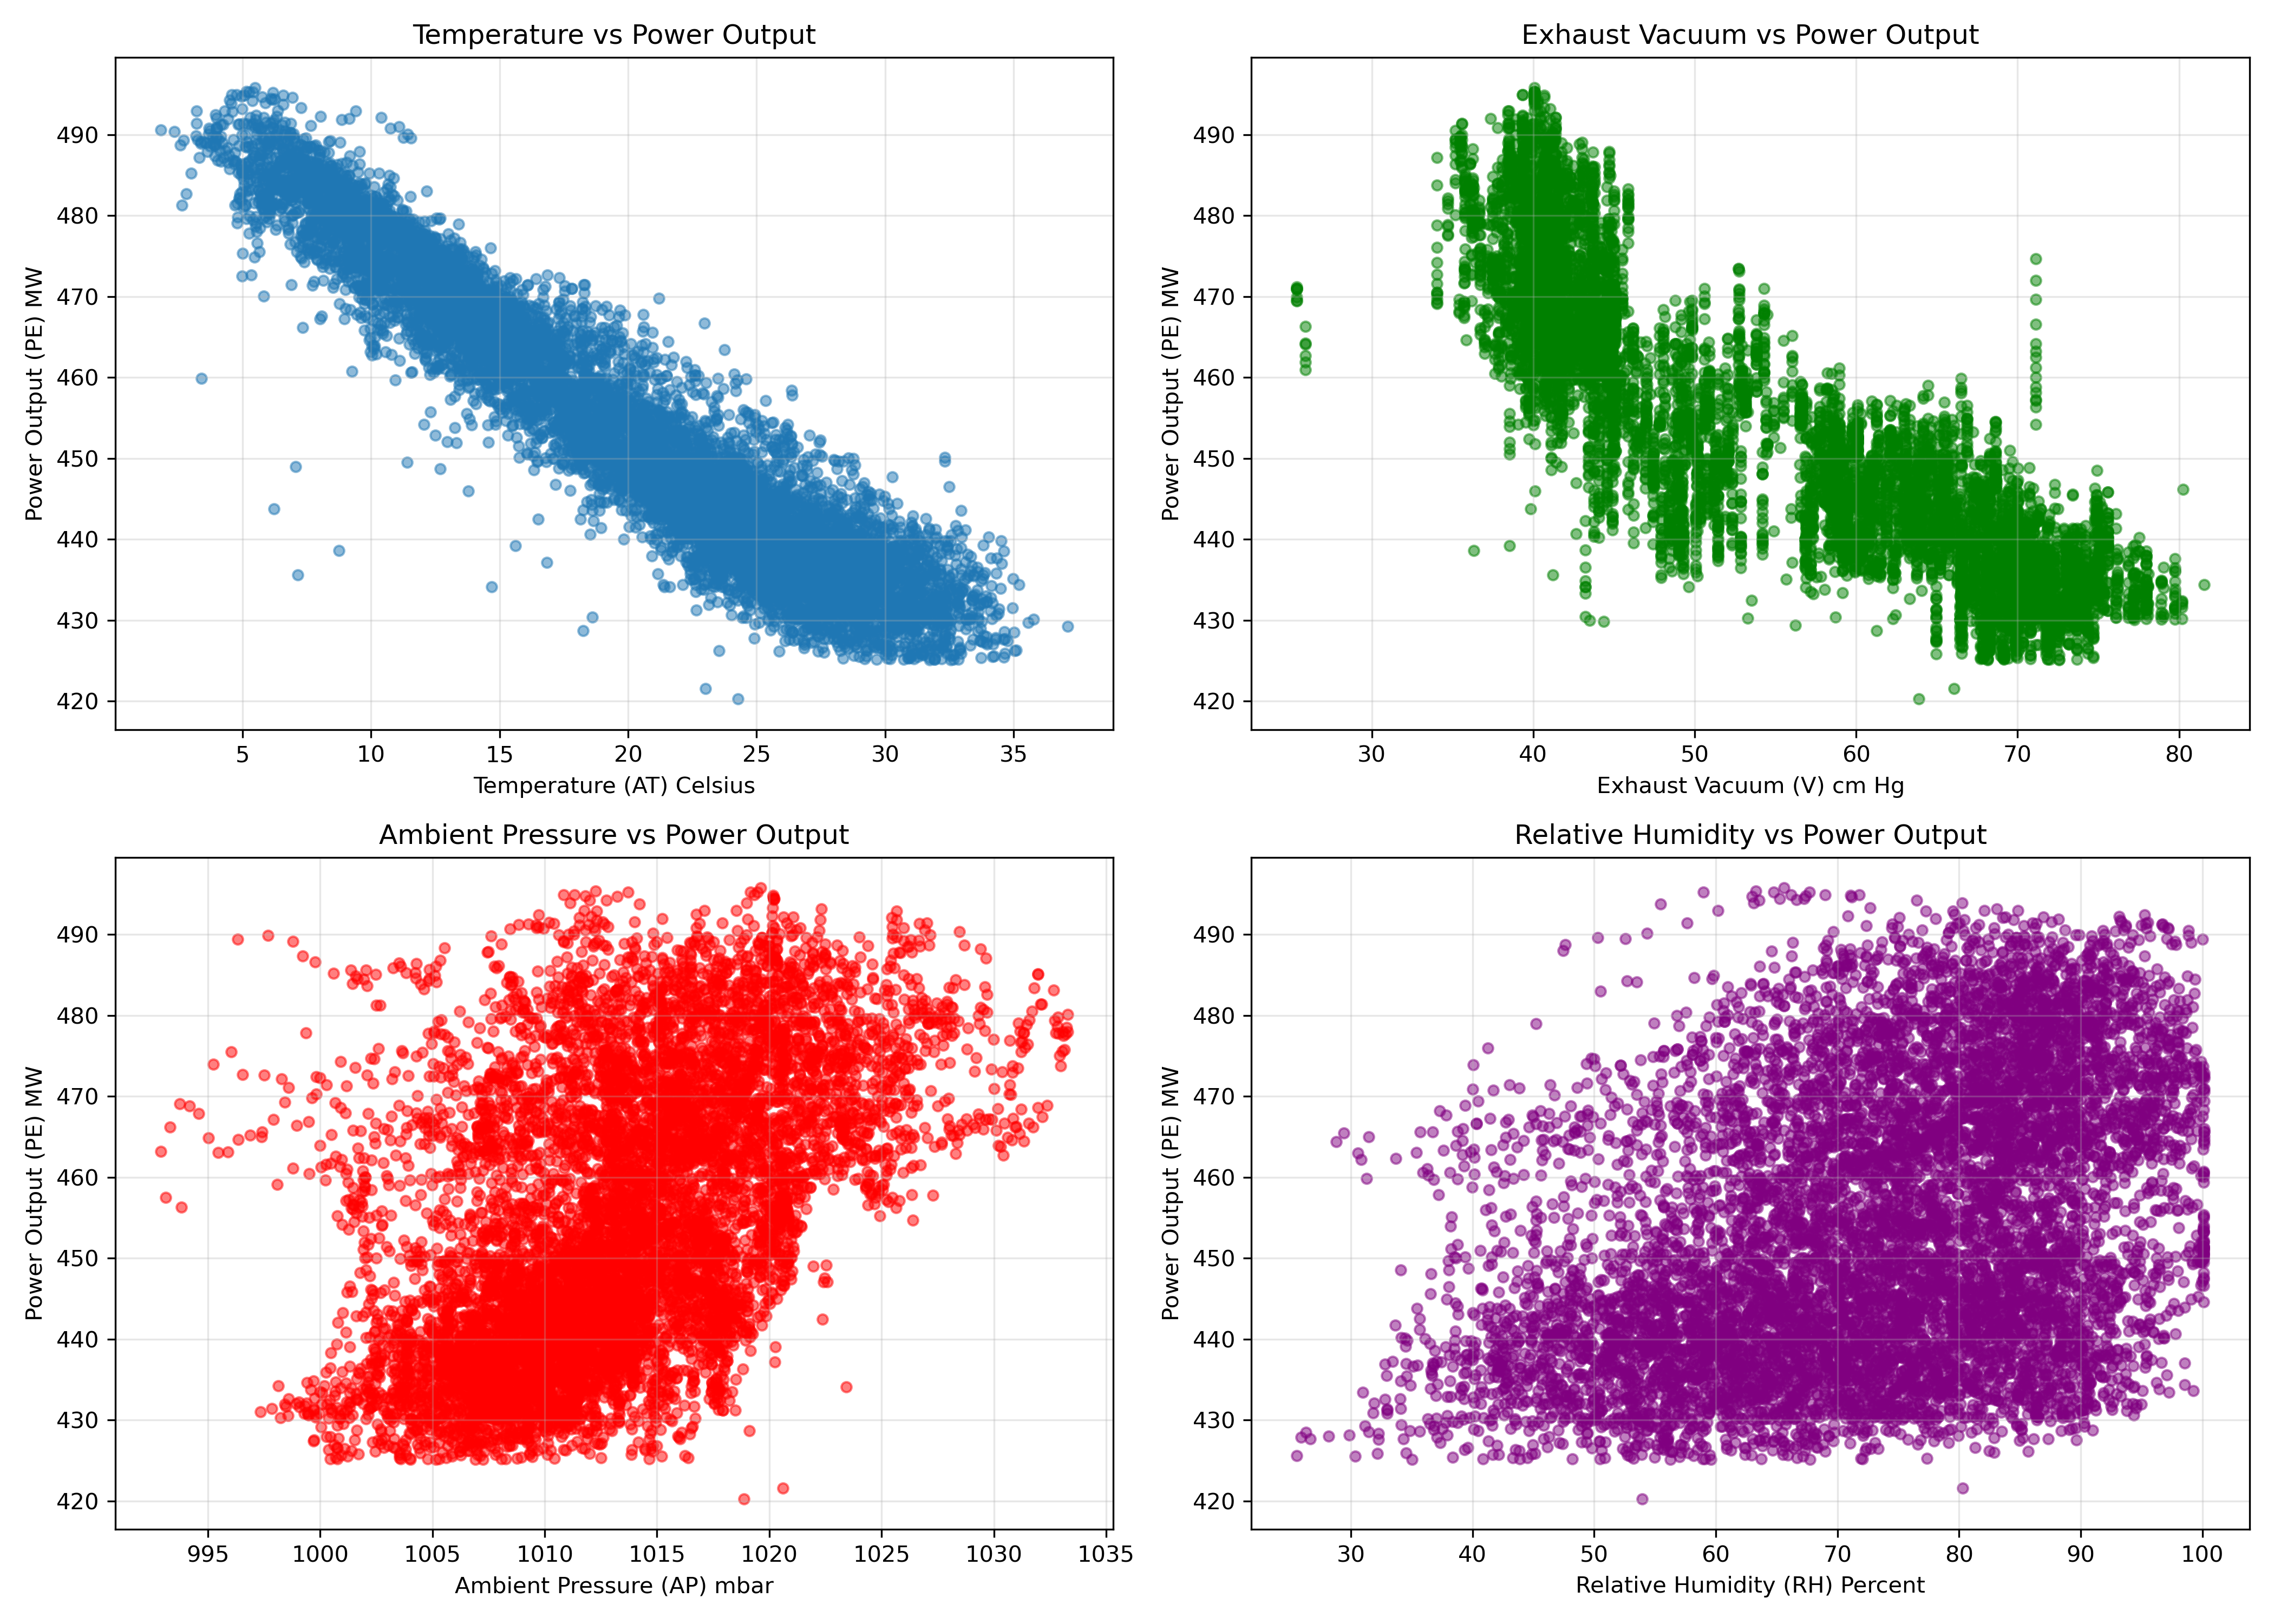 Temperature vs Power Output
Power Output (PE) MW
490
480
470
460
450
440
430
420
5 10 15 20 25 30 35
Temperature (AT) Celsius
Exhaust Vacuum vs Power Output
Power Output (PE) MW
490
480
470
460
450
440
430
420
30 40 50 60 70 80
Exhaust Vacuum (V) cm Hg
Ambient Pressure vs Power Output
Power Output (PE) MW
490
480
470
460
450
440
430
420
995 1000 1005 1010 1015 1020 1025 1030 1035
Ambient Pressure (AP) mbar
Relative Humidity vs Power Output
Power Output (PE) MW
490
480
470
460
450
440
430
420
30 40 50 60 70 80 90 100
Relative Humidity (RH) Percent